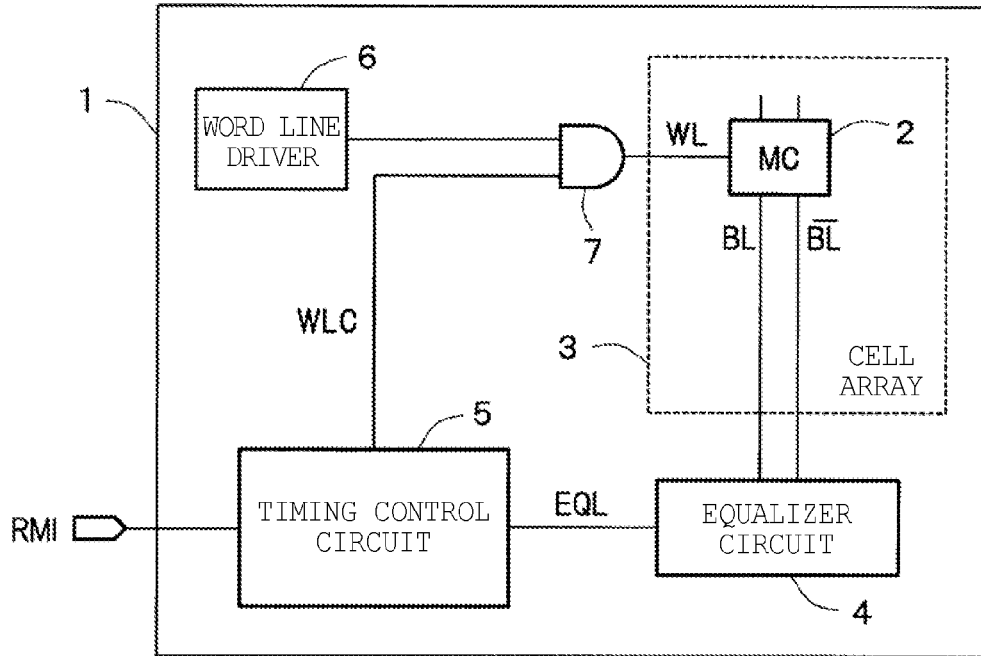 1
6
WORD LINE
DRIVER
7
WL
MC
2
BL
B̅L̅
WLC
3
CELL
ARRAY
5
RMI
TIMING CONTROL
CIRCUIT
EQL
EQUALIZER
CIRCUIT
4